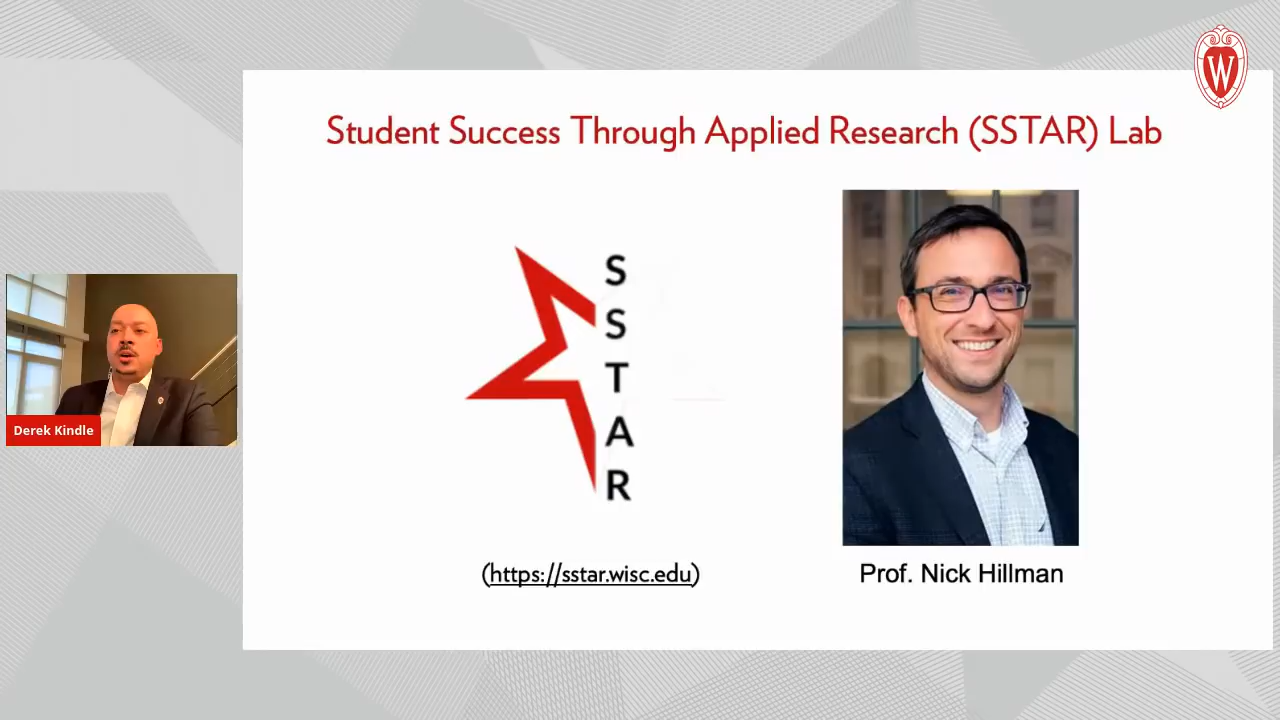 W
Student Success Through Applied Research (SSTAR) Lab
S
S
T
A
R
Derek Kindle
(https://sstar.wisc.edu)
Prof. Nick Hillman